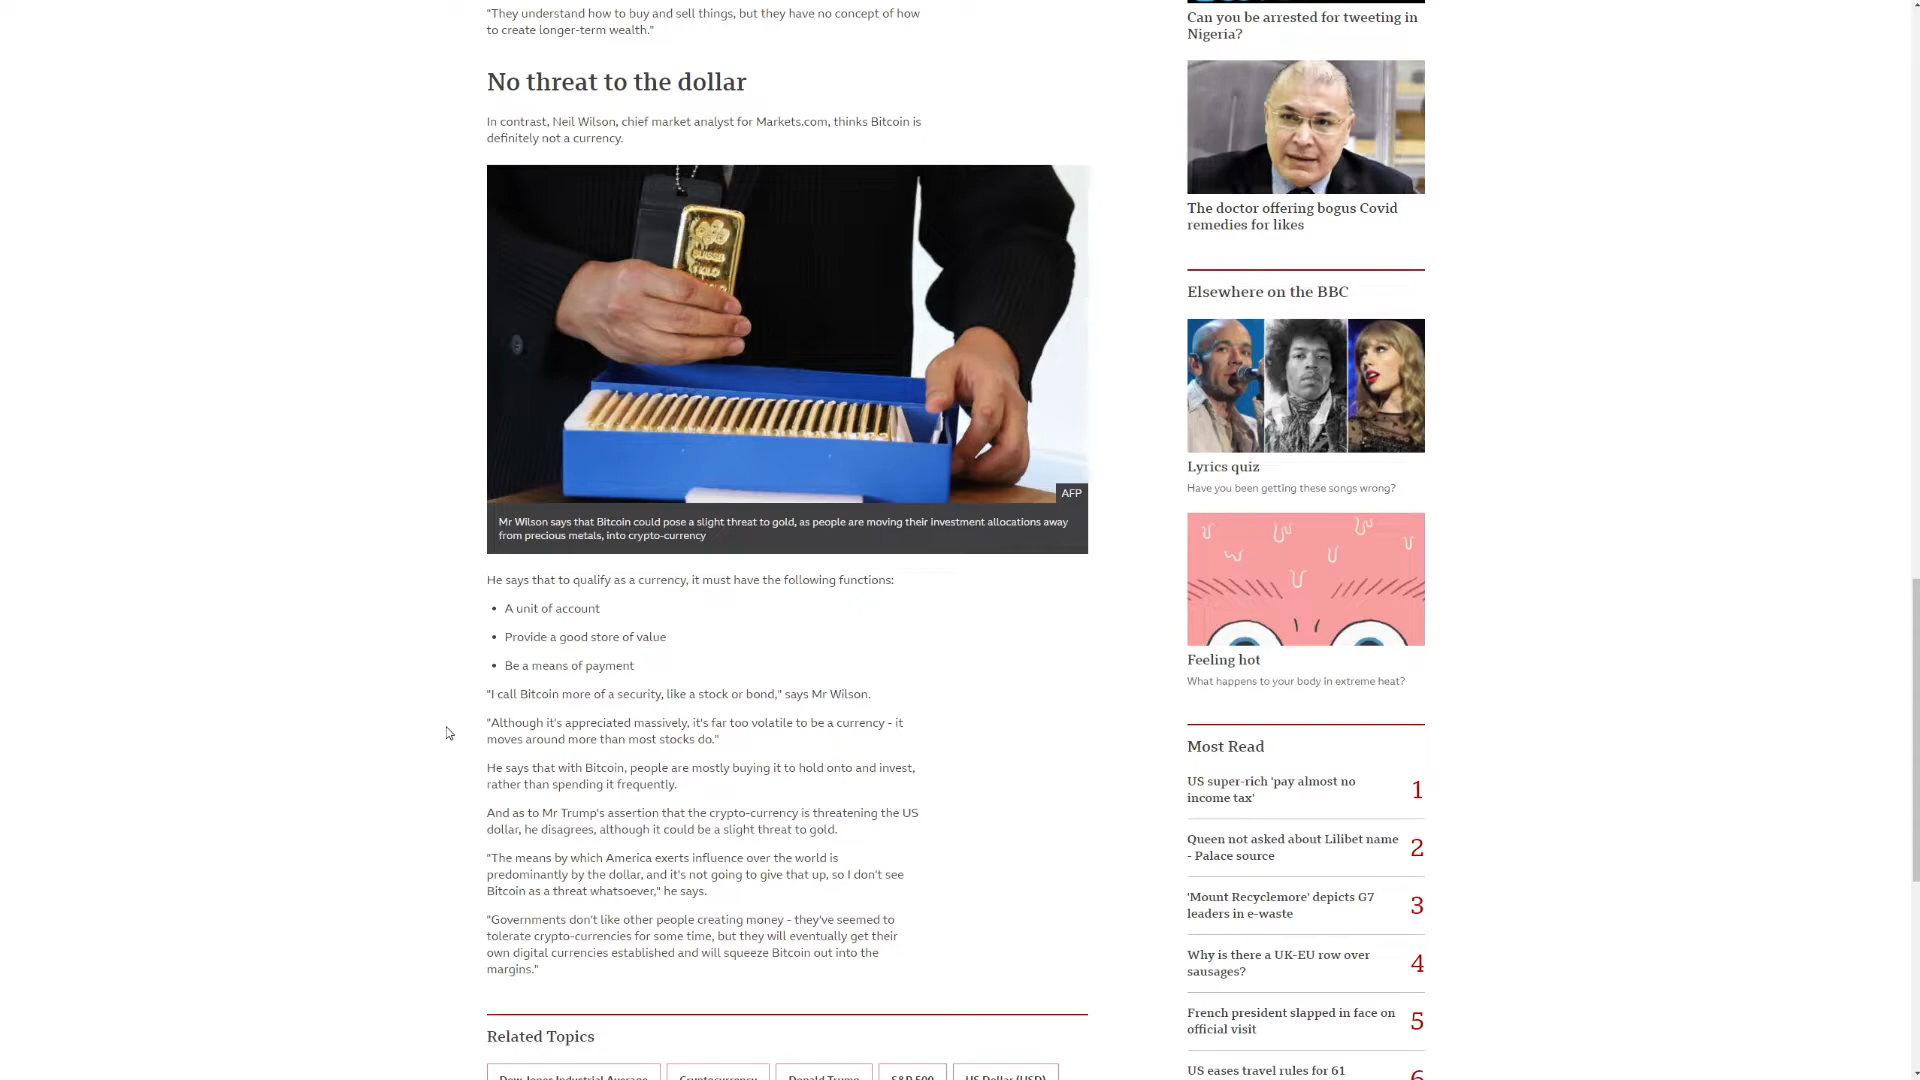 "They understand how to buy and sell things, but they have no concept of how
to create longer-term wealth."
No threat to the dollar
In contrast, Neil Wilson, chief market analyst for Markets.com, thinks Bitcoin is
definitely not a currency.
SUISSE
KILO
AFP
Mr Wilson says that Bitcoin could pose a slight threat to gold, as people are moving their investment allocations away
from precious metals, into crypto-currency
He says that to qualify as a currency, it must have the following functions:
• A unit of account
• Provide a good store of value
• Be a means of payment
"I call Bitcoin more of a security, like a stock or bond," says Mr Wilson.
"Although it's appreciated massively, it's far too volatile to be a currency - it
moves around more than most stocks do."
He says that with Bitcoin, people are mostly buying it to hold onto and invest,
rather than spending it frequently.
And as to Mr Trump's assertion that the crypto-currency is threatening the US
dollar, he disagrees, although it could be a slight threat to gold.
"The means by which America exerts influence over the world is
predominantly by the dollar, and it's not going to give that up, so I don't see
Bitcoin as a threat whatsoever," he says.
"Governments don't like other people creating money - they've seemed to
tolerate crypto-currencies for some time, but they will eventually get their
own digital currencies established and will squeeze Bitcoin out into the
margins."
Related Topics
Dow Jones Industrial Average
Cryptocurrency
Donald Trump
S&P 500
US Dollar (USD)
Can you be arrested for tweeting in
Nigeria?
The doctor offering bogus Covid
remedies for likes
Elsewhere on the BBC
Lyrics quiz
Have you been getting these songs wrong?
Feeling hot
What happens to your body in extreme heat?
Most Read
US super-rich 'pay almost no
income tax'
1
Queen not asked about Lilibet name
- Palace source
2
'Mount Recyclemore' depicts G7
leaders in e-waste
3
Why is there a UK-EU row over
sausages?
4
French president slapped in face on
official visit
5
US eases travel rules for 61
6